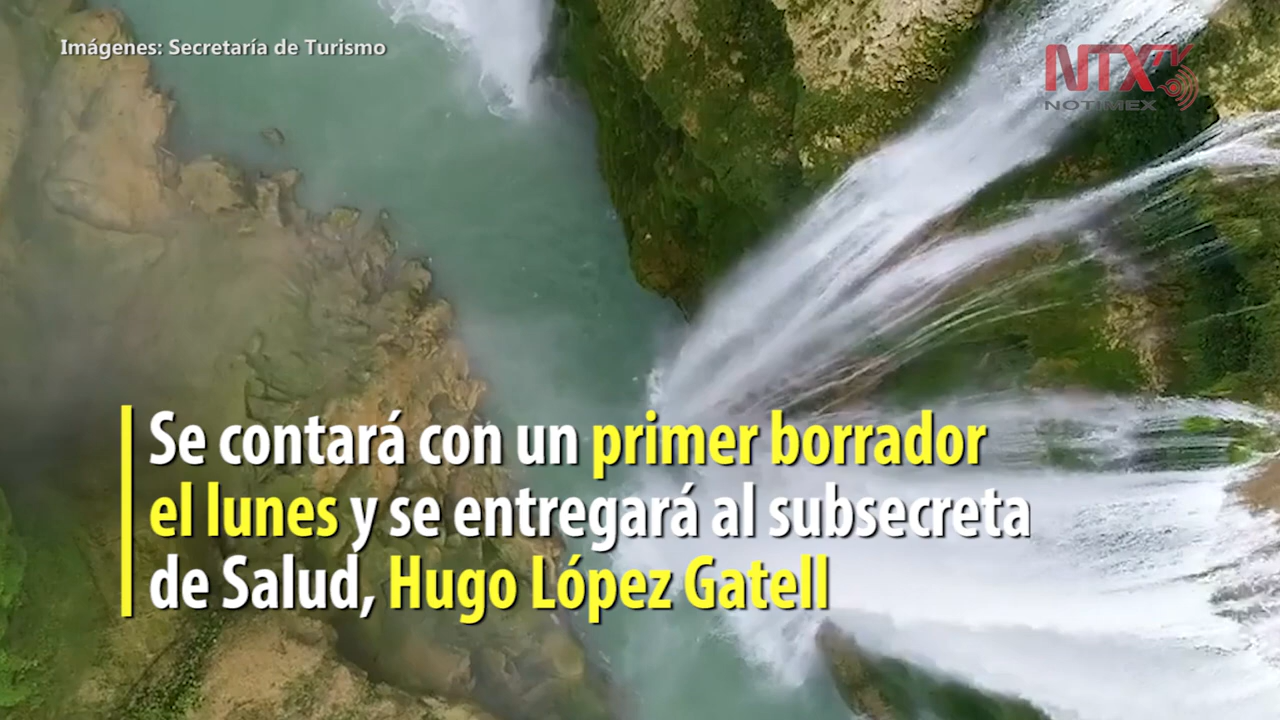 Imágenes: Secretaría de Turismo
NTX TV
NOTIMEX
Se contará con un primer borrador
el lunes y se entregará al subsecreta
de Salud, Hugo López Gatell